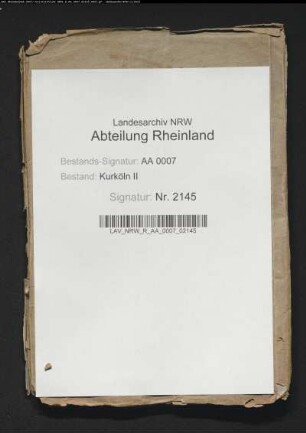 Landesarchiv NRW
Abteilung Rheinland
Bestands-Signatur: AA 0007
Bestand: Kurköln II
Signatur: Nr. 2145
LAV_NRW_R_AA_0007_02145